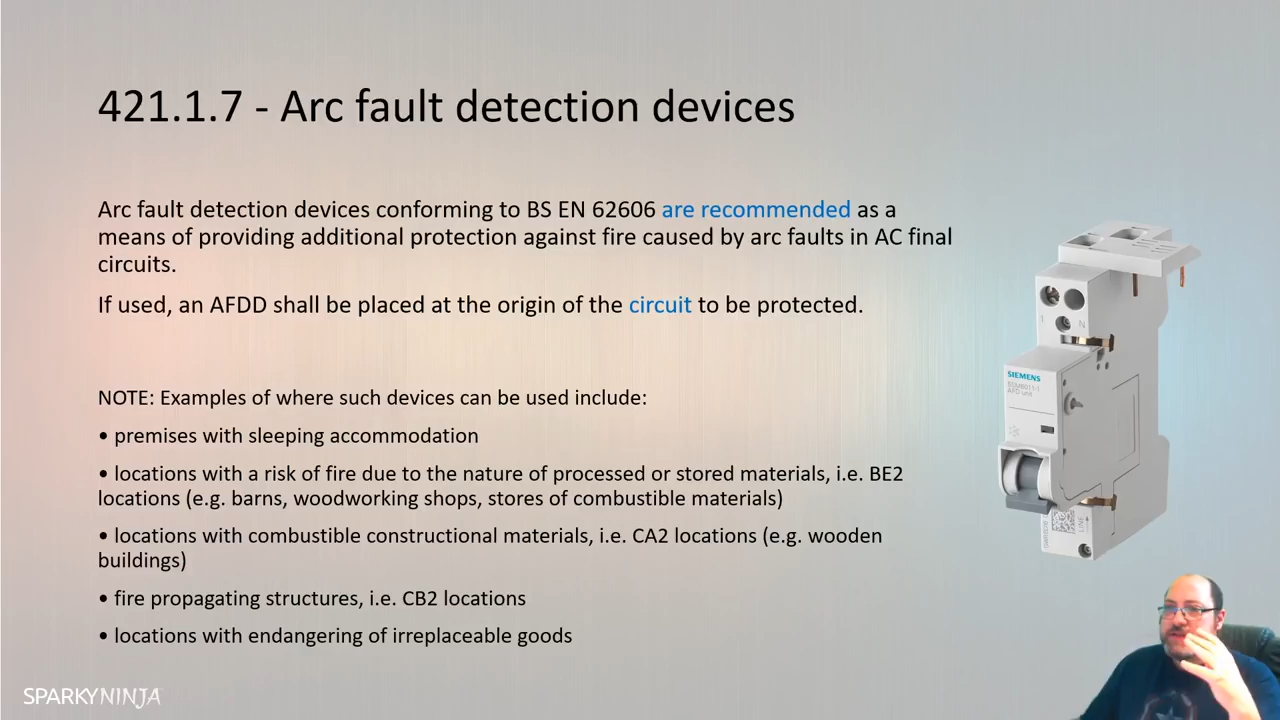 421.1.7 - Arc fault detection devices
Arc fault detection devices conforming to BS EN 62606 are recommended as a
means of providing additional protection against fire caused by arc faults in AC final
circuits.
If used, an AFDD shall be placed at the origin of the circuit to be protected.
NOTE: Examples of where such devices can be used include:
• premises with sleeping accommodation
• locations with a risk of fire due to the nature of processed or stored materials, i.e. BE2
locations (e.g. barns, woodworking shops, stores of combustible materials)
• locations with combustible constructional materials, i.e. CA2 locations (e.g. wooden
buildings)
• fire propagating structures, i.e. CB2 locations
• locations with endangering of irreplaceable goods
1 N
SIEMENS
AFD unit
LINE
SPARKYNINJA